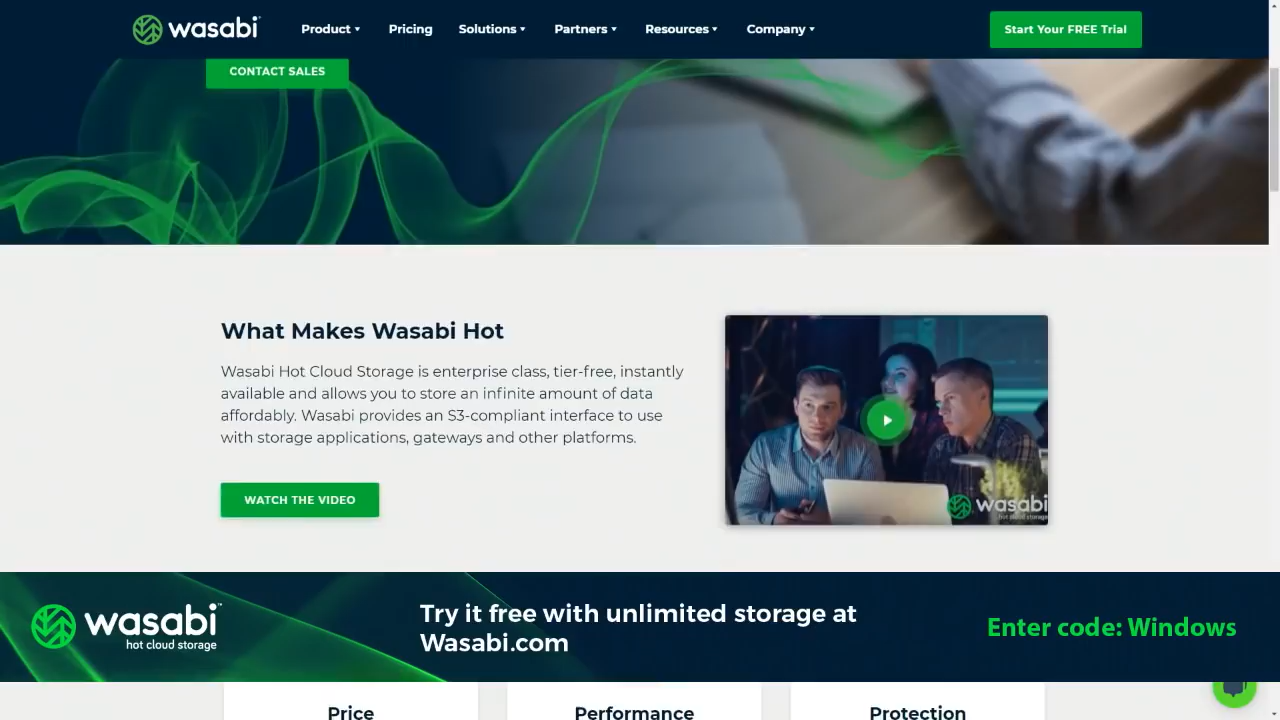 wasabi
Product Pricing Solutions Partners Resources Company Start Your FREE Trial
CONTACT SALES
What Makes Wasabi Hot
Wasabi Hot Cloud Storage is enterprise class, tier-free, instantly
available and allows you to store an infinite amount of data
affordably. Wasabi provides an S3-compliant interface to use
with storage applications, gateways and other platforms.
WATCH THE VIDEO
wasabi
hot cloud storage
wasabi™
hot cloud storage
Try it free with unlimited storage at
Wasabi.com
Enter code: Windows
Price Performance Protection